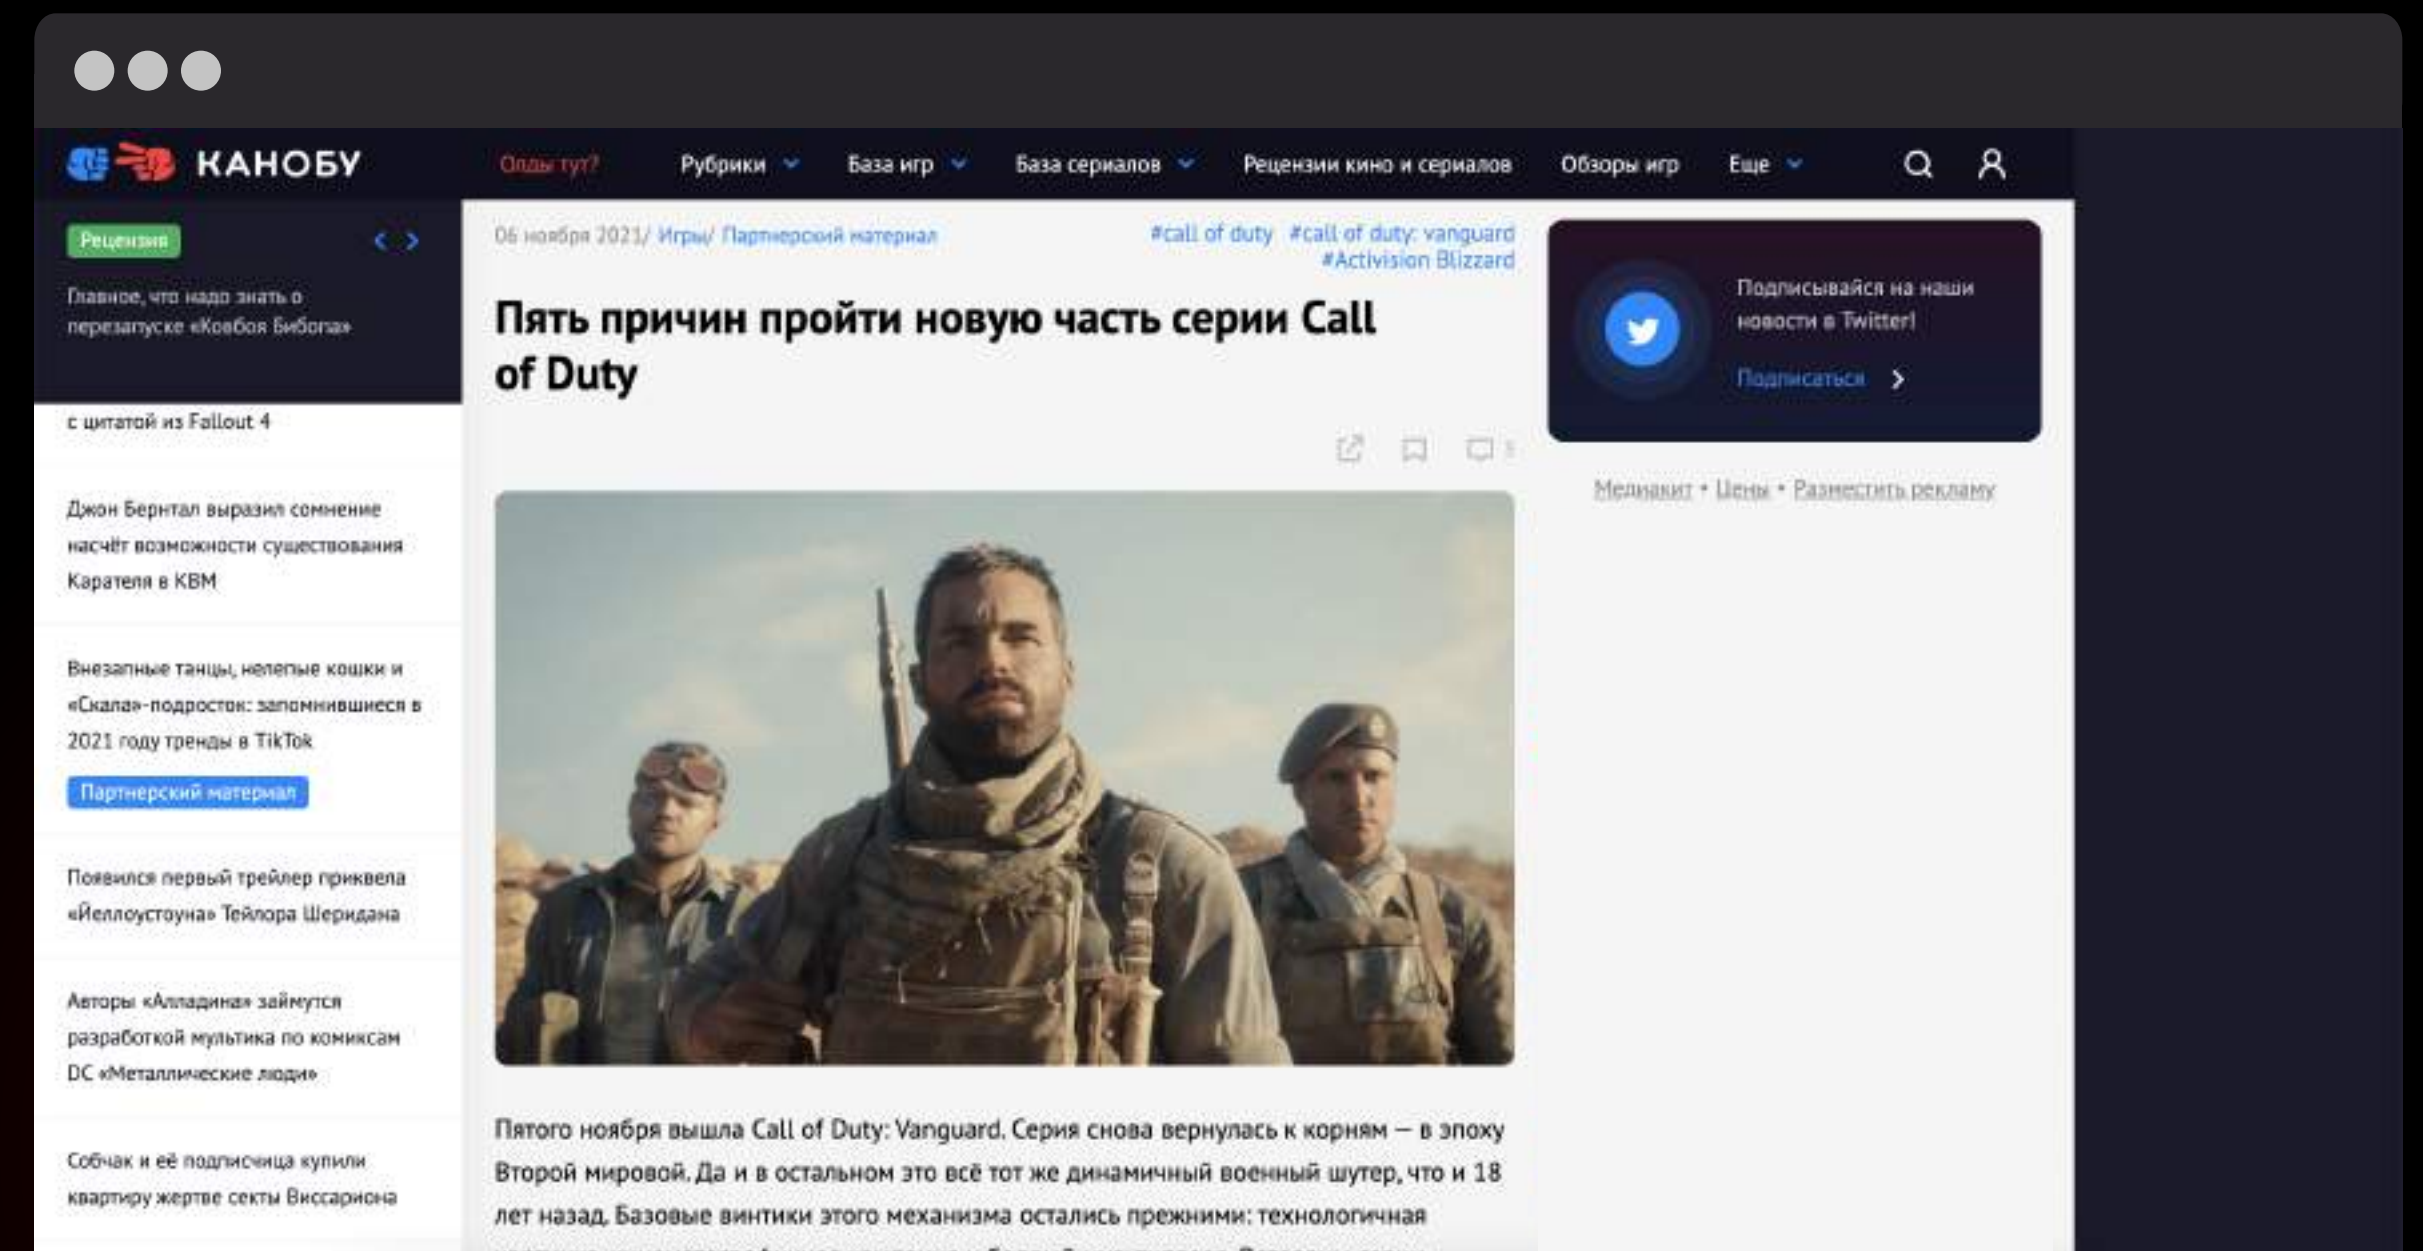 КАНОБУ
Олды тут?
Рубрики
База игр
База сериалов
Рецензии кино и сериалов
Обзоры игр
Еще
Рецензия
Главное, что надо знать о
перезапуске «Ковбоя Бибопа»
с цитатой из Fallout 4
Джон Бернтал выразил сомнение
насчёт возможности существования
Карателя в КВМ
Внезапные танцы, нелепые кошки и
«Скала»-подросток: запомнившиеся в
2021 году тренды в TikTok
Партнерский материал
Появился первый трейлер приквела
«Йеллоустоуна» Тейлора Шеридана
Авторы «Алладина» займутся
разработкой мультика по комиксам
DC «Металлические люди»
Собчак и её подписчица купили
квартиру жертве секты Виссариона
06 ноября 2021/ Игры/ Партнерский материал
#call of duty #call of duty: vanguard
#Activision Blizzard
Пять причин пройти новую часть серии Call
of Duty
Пятого ноября вышла Call of Duty: Vanguard. Серия снова вернулась к корням — в эпоху
Второй мировой. Да и в остальном это всё тот же динамичный военный шутер, что и 18
лет назад. Базовые винтики этого механизма остались прежними: технологичная
Подписывайся на наши
новости в Twitter!
Подписаться
Медиакит • Цены • Разместить рекламу